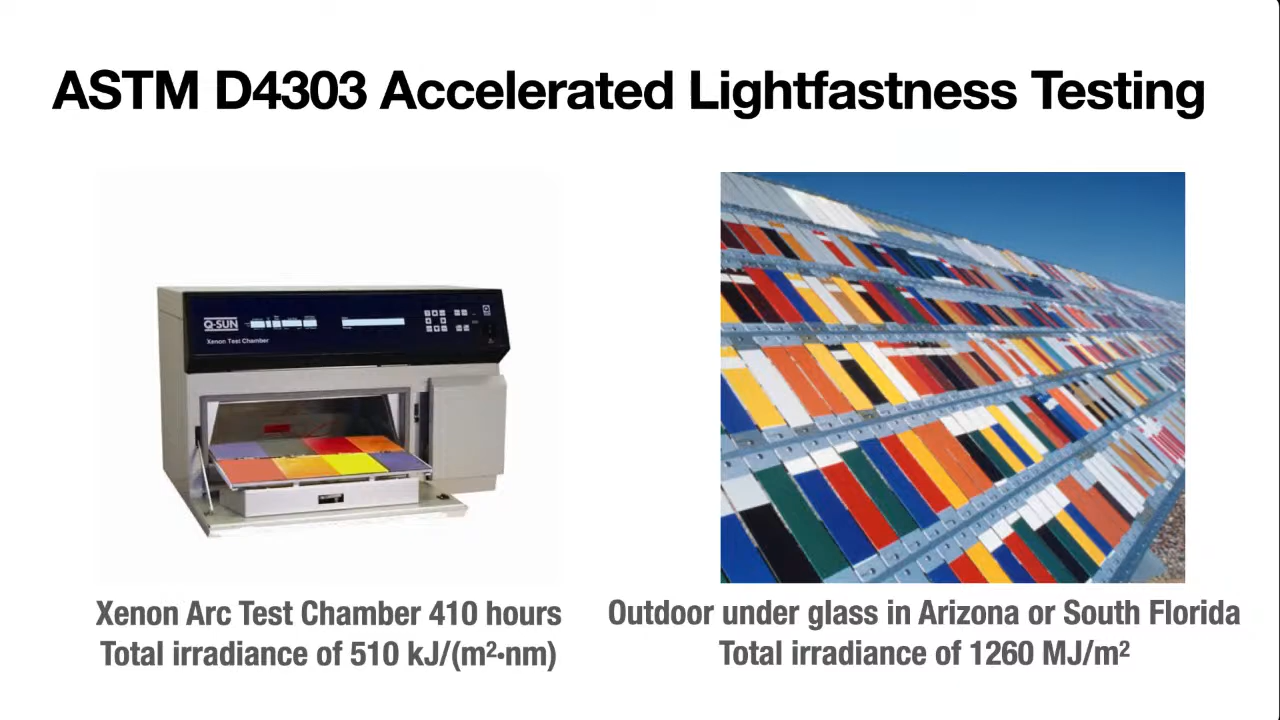 ASTM D4303 Accelerated Lightfastness Testing
Q-SUN
Xenon Test Chamber
Xenon Arc Test Chamber 410 hours
Total irradiance of 510 kJ/(m²•nm)
Outdoor under glass in Arizona or South Florida
Total irradiance of 1260 MJ/m²